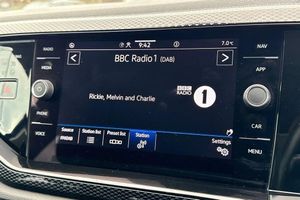 9:42
7.0°C
RADIO
NAV
BBC Radio 1 (DAB)
MEDIA
APP
Rickie, Melvin and Charlie
BBC
RADIO
1
PHONE
CAR
VOICE
MENU
Source
RADIO
Station list
Preset list
Station
Settings